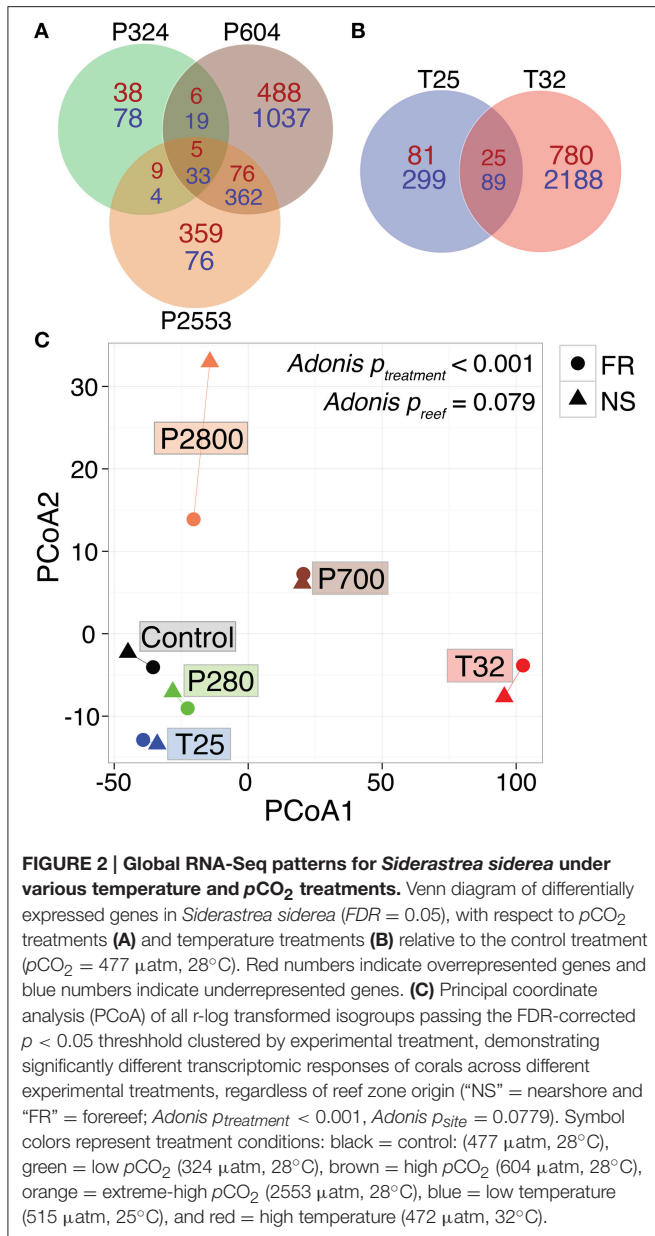 A
P324
P604
38
78
6
19
488
1037
5
33
9
4
76
362
359
76
P2553
B
T25
T32
81
299
25
89
780
2188
C
Adonis p treatment < 0.001
Adonis p reef = 0.079
FR
NS
P2800
P700
Control
P280
T25
T32
30
20
10
0
-10
PCoA2
-50
0
50
100
PCoA1
FIGURE 2 | Global RNA-Seq patterns for Siderastrea siderea under
various temperature and pCO2 treatments. Venn diagram of differentially
expressed genes in Siderastrea siderea (FDR = 0.05), with respect to pCO2
treatments (A) and temperature treatments (B) relative to the control treatment
(pCO2 = 477 μatm, 28°C). Red numbers indicate overrepresented genes and
blue numbers indicate underrepresented genes. (C) Principal coordinate
analysis (PCoA) of all r-log transformed isogroups passing the FDR-corrected
p < 0.05 threshhold clustered by experimental treatment, demonstrating
significantly different transcriptomic responses of corals across different
experimental treatments, regardless of reef zone origin ("NS" = nearshore and
"FR" = forereef; Adonis ptreatment < 0.001, Adonis psite = 0.0779). Symbol
colors represent treatment conditions: black = control: (477 μatm, 28°C),
green = low pCO2 (324 μatm, 28°C), brown = high pCO2 (604 μatm, 28°C),
orange = extreme-high pCO2 (2553 μatm, 28°C), blue = low temperature
(515 μatm, 25°C), and red = high temperature (472 μatm, 32°C).